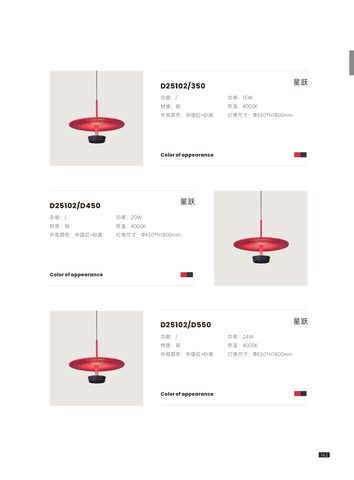 D25102/350
星跃
功能：/
功率：15W
材质：铝
色温：4000K
外观颜色：中国红+砂黑
灯体尺寸：Φ350*H1800mm
Color of appearance
D25102/D450
星跃
功能：/
功率：20W
材质：铝
色温：4000K
外观颜色：中国红+砂黑
灯体尺寸：Φ450*H1800mm
Color of appearance
D25102/D550
星跃
功能：/
功率：24W
材质：铝
色温：4000K
外观颜色：中国红+砂黑
灯体尺寸：Φ550*H1800mm
Color of appearance
162